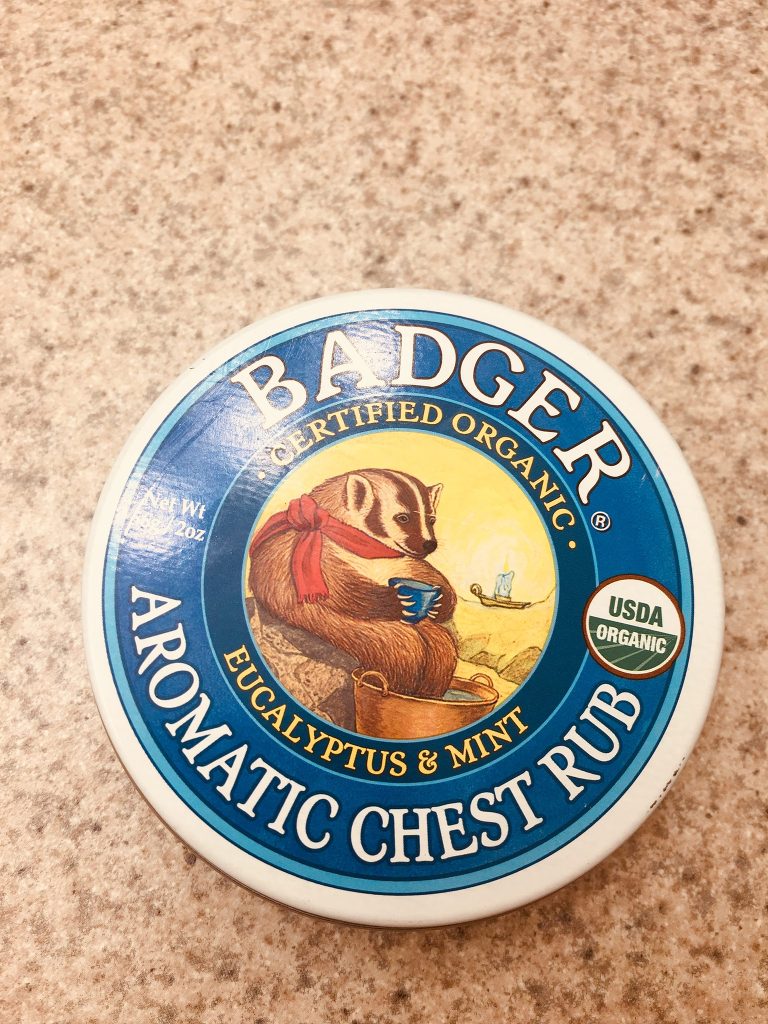 BADGER®
· CERTIFIED ORGANIC ·
Net Wt
2oz
USDA
ORGANIC
EUCALYPTUS & MINT
AROMATIC CHEST RUB